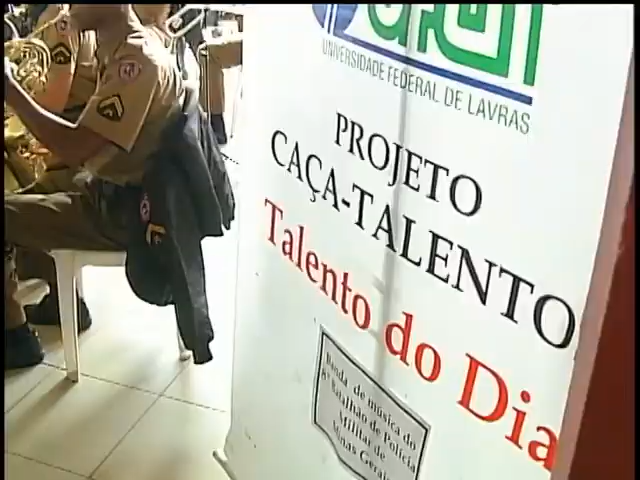 UNIVERSIDADE FEDERAL DE LAVRAS
PROJETO
CAÇA-TALENTO
Talento do Dia
Banda de música do
8º Batalhão de Polícia
Militar de
Minas Gerais